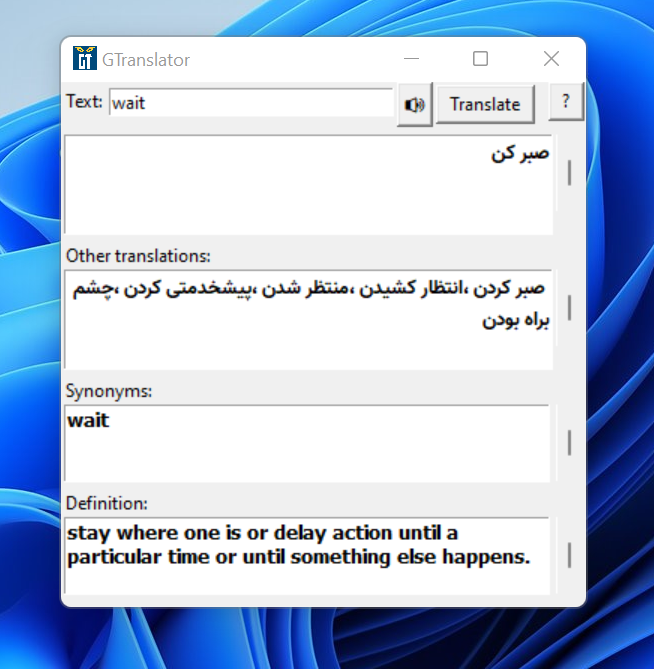 GT GTranslator
Text: wait Translate ?
صبر کن
Other translations:
صبر کردن ،انتظار کشیدن ،منتظر شدن ،پیشخدمتی کردن ،چشم
براه بودن
Synonyms:
wait
Definition:
stay where one is or delay action until a
particular time or until something else happens.